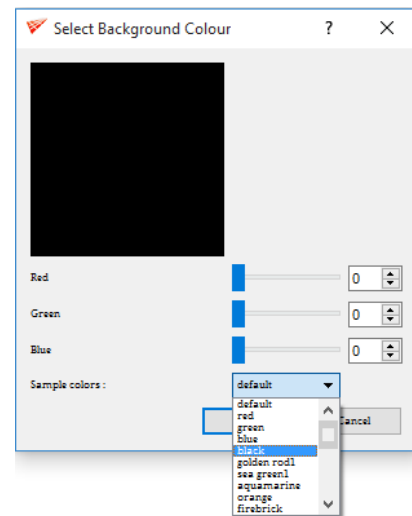 Select Background Colour ?
Red 0
Green 0
Blue 0
Sample colors : default
default
red
green
blue
black
golden rod1
sea green1
aquamarine
orange
firebrick
Cancel